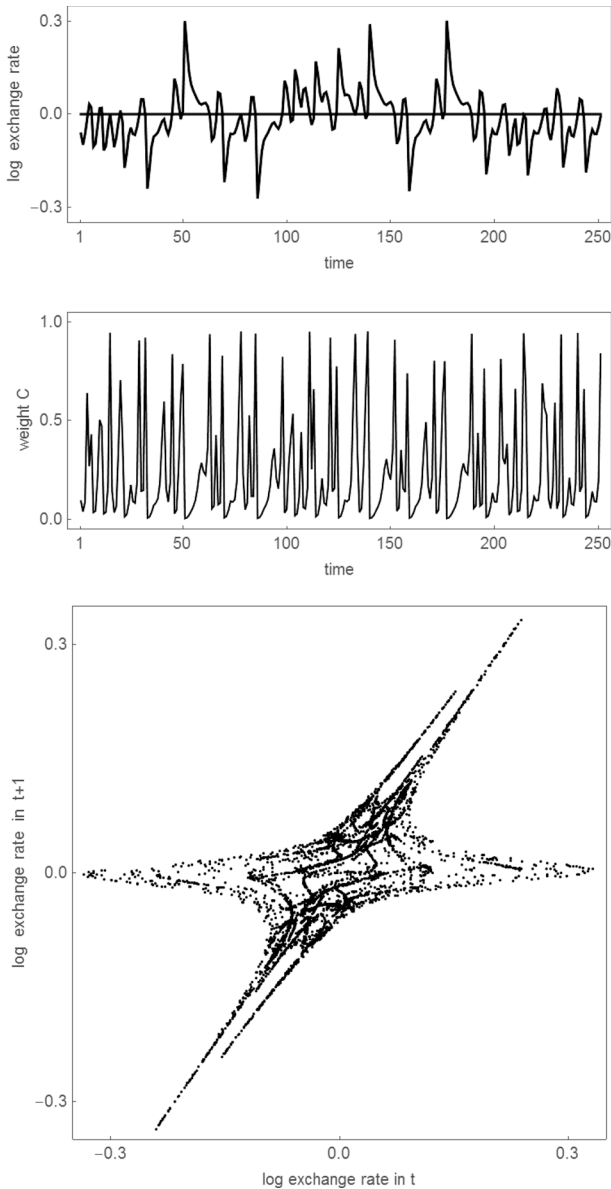 0.3
0.0
−0.3
log exchange rate
1 50 100 150 200 250
time
1.0
0.5
0.0
weight C
1 50 100 150 200 250
time
0.3
0.0
−0.3
log exchange rate in t+1
−0.3 0.0 0.3
log exchange rate in t